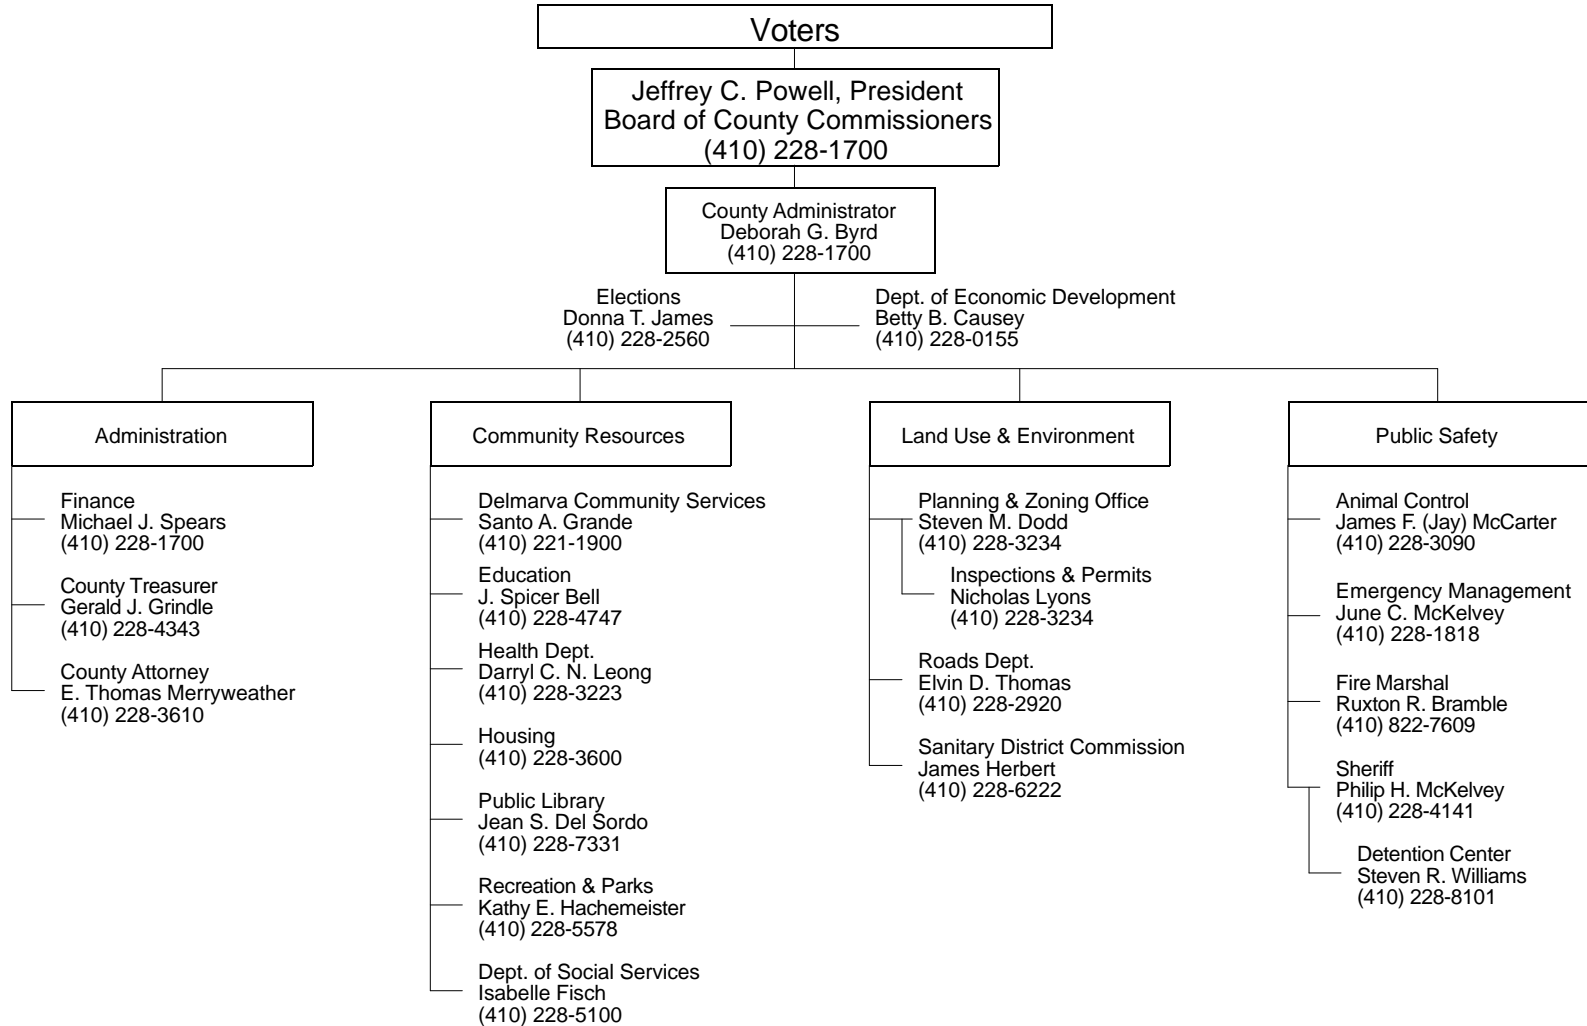 Voters
Jeffrey C. Powell, President
Board of County Commissioners
(410) 228-1700
County Administrator
Deborah G. Byrd
(410) 228-1700
Elections
Donna T. James
(410) 228-2560
Dept. of Economic Development
Betty B. Causey
(410) 228-0155
Administration
Finance
Michael J. Spears
(410) 228-1700
County Treasurer
Gerald J. Grindle
(410) 228-4343
County Attorney
E. Thomas Merryweather
(410) 228-3610
Community Resources
Delmarva Community Services
Santo A. Grande
(410) 221-1900
Education
J. Spicer Bell
(410) 228-4747
Health Dept.
Darryl C. N. Leong
(410) 228-3223
Housing
(410) 228-3600
Public Library
Jean S. Del Sordo
(410) 228-7331
Recreation & Parks
Kathy E. Hachemeister
(410) 228-5578
Dept. of Social Services
Isabelle Fisch
(410) 228-5100
Land Use & Environment
Planning & Zoning Office
Steven M. Dodd
(410) 228-3234
Inspections & Permits
Nicholas Lyons
(410) 228-3234
Roads Dept.
Elvin D. Thomas
(410) 228-2920
Sanitary District Commission
James Herbert
(410) 228-6222
Public Safety
Animal Control
James F. (Jay) McCarter
(410) 228-3090
Emergency Management
June C. McKelvey
(410) 228-1818
Fire Marshal
Ruxton R. Bramble
(410) 822-7609
Sheriff
Philip H. McKelvey
(410) 228-4141
Detention Center
Steven R. Williams
(410) 228-8101